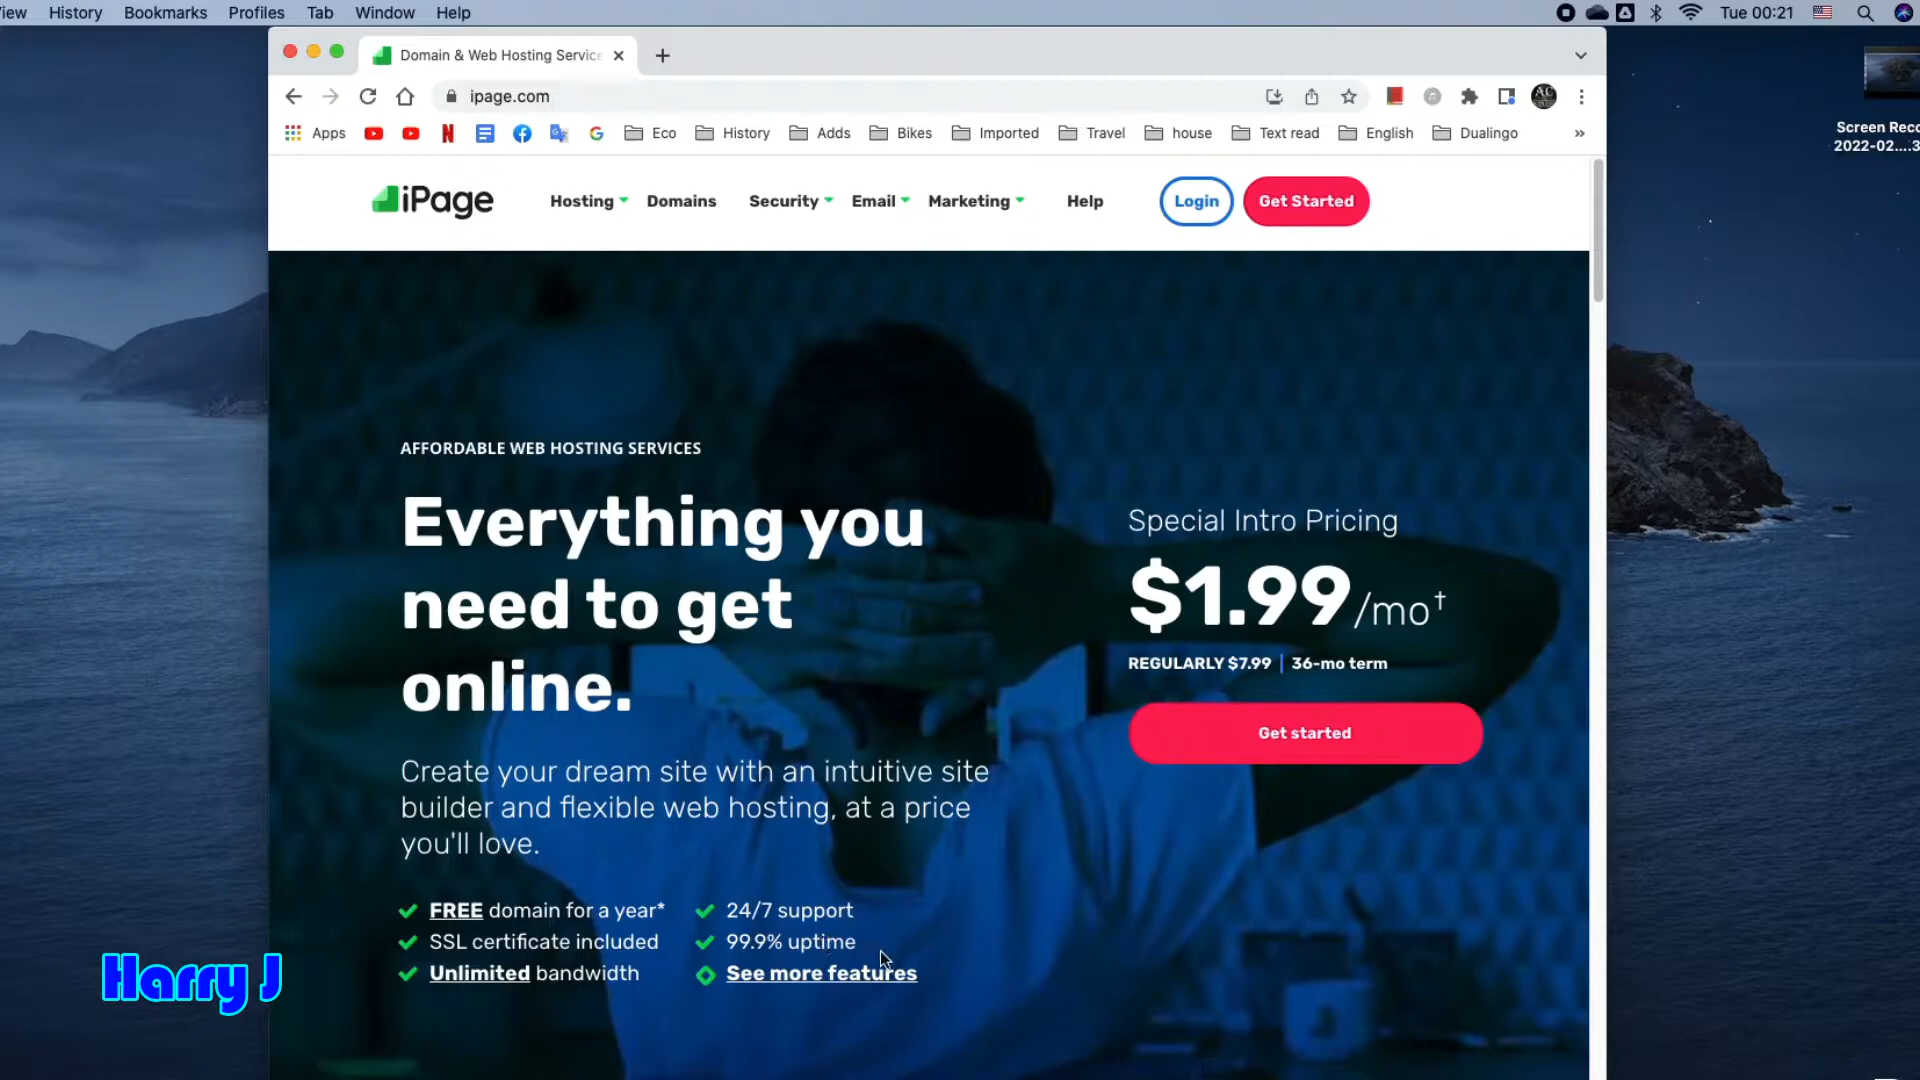 History Bookmarks Profiles Tab Window Help Tue 00:21
Domain & Web Hosting Service
ipage.com
Apps Eco History Adds Bikes Imported Travel house Text read English Dualingo »
iPage Hosting Domains Security Email Marketing Help Login Get Started
Screen Reco
2022-02....3
AFFORDABLE WEB HOSTING SERVICES
Everything you
need to get
online.
Create your dream site with an intuitive site
builder and flexible web hosting, at a price
you'll love.
FREE domain for a year*
SSL certificate included
Unlimited bandwidth
24/7 support
99.9% uptime
See more features
Special Intro Pricing
$1.99/mo†
REGULARLY $7.99 | 36-mo term
Get started
Harry J